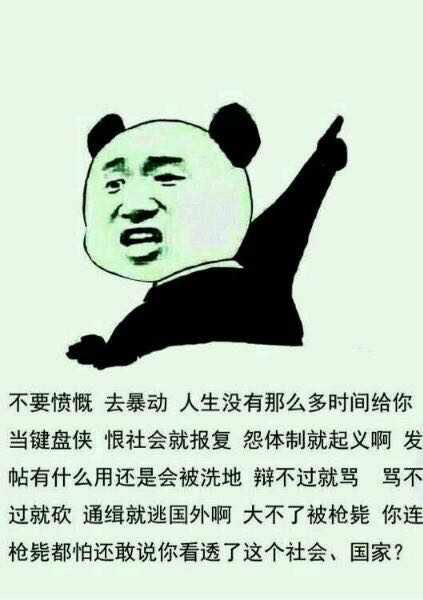 不要愤慨 去暴动 人生没有那么多时间给你
当键盘侠 恨社会就报复 怨体制就起义啊 发
帖有什么用还是会被洗地 辩不过就骂 骂不
过就砍 通缉就逃国外啊 大不了被枪毙 你连
枪毙都怕还敢说你看透了这个社会、国家？